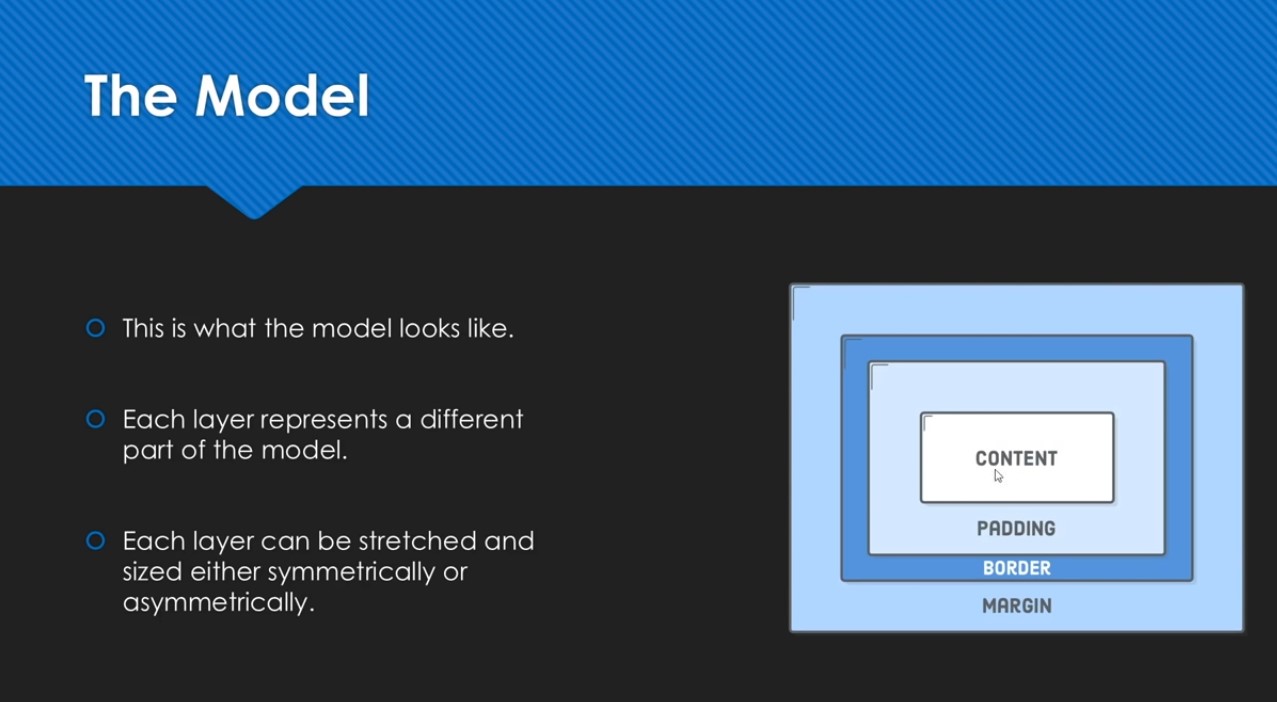 The Model
This is what the model looks like.
Each layer represents a different
part of the model.
Each layer can be stretched and
sized either symmetrically or
asymmetrically.
CONTENT
PADDING
BORDER
MARGIN